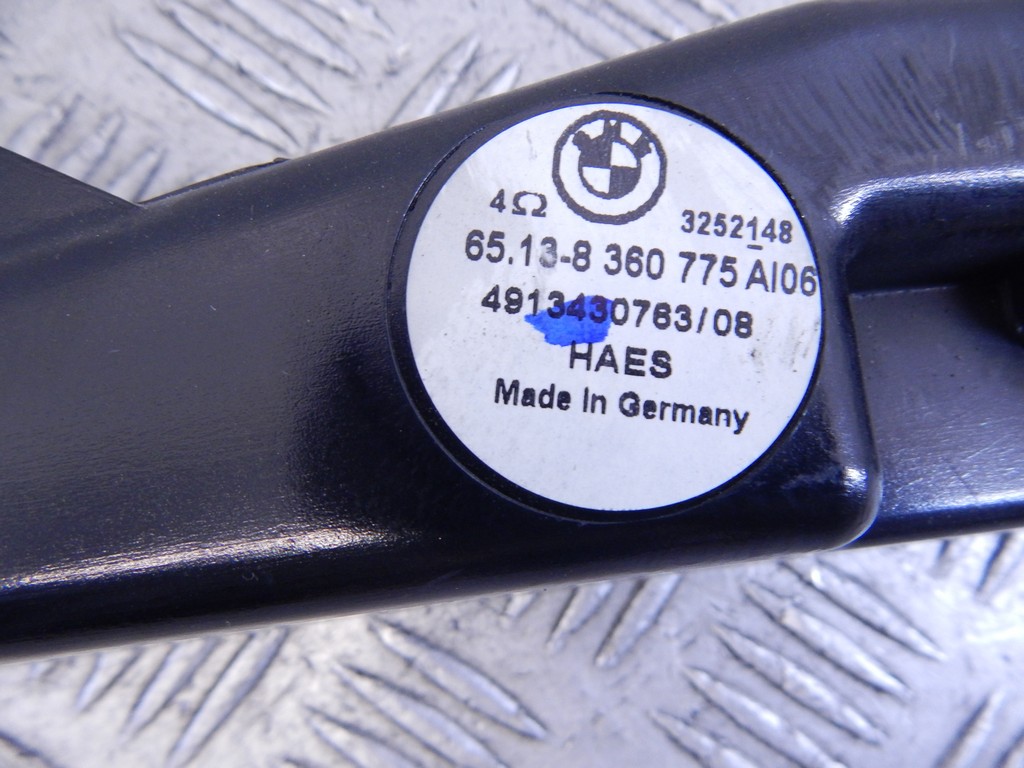 4Ω
3252148
65.13-8 360 775 AI06
4913430763/08
HAES
Made In Germany